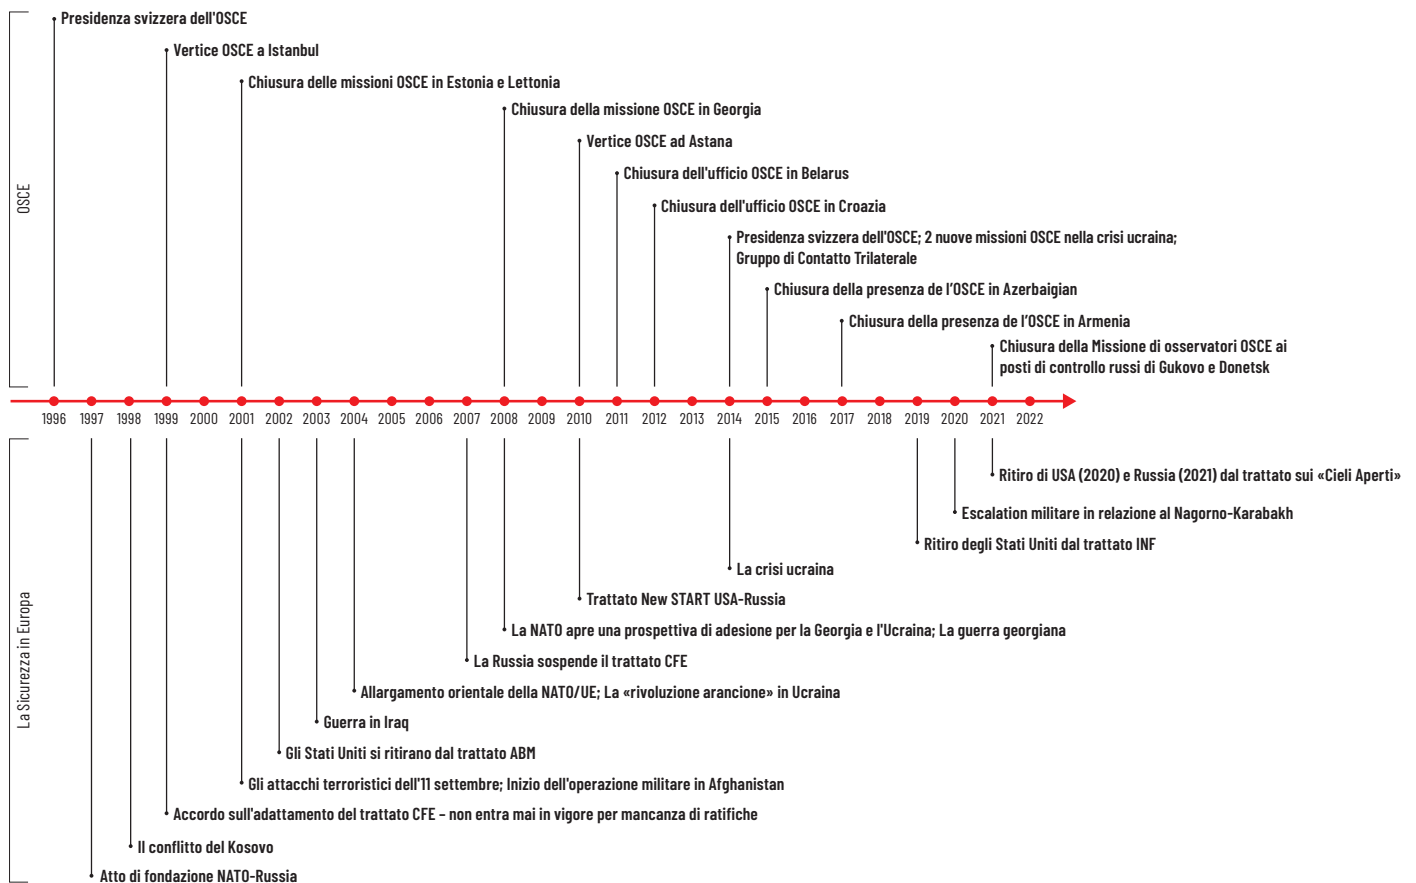 OSCE
Presidenza svizzera dell'OSCE
Vertice OSCE a Istanbul
Chiusura delle missioni OSCE in Estonia e Lettonia
Chiusura della missione OSCE in Georgia
Vertice OSCE ad Astana
Chiusura dell'ufficio OSCE in Belarus
Chiusura dell'ufficio OSCE in Croazia
Presidenza svizzera dell'OSCE; 2 nuove missioni OSCE nella crisi ucraina;
Gruppo di Contatto Trilaterale
Chiusura della presenza de l’OSCE in Azerbaigian
Chiusura della presenza de l’OSCE in Armenia
Chiusura della Missione di osservatori OSCE ai
posti di controllo russi di Gukovo e Donetsk
1996 1997 1998 1999 2000 2001 2002 2003 2004 2005 2006 2007 2008 2009 2010 2011 2012 2013 2014 2015 2016 2017 2018 2019 2020 2021 2022
La Sicurezza in Europa
Ritiro di USA (2020) e Russia (2021) dal trattato sui «Cieli Aperti»
Escalation militare in relazione al Nagorno-Karabakh
Ritiro degli Stati Uniti dal trattato INF
La crisi ucraina
Trattato New START USA-Russia
La NATO apre una prospettiva di adesione per la Georgia e l'Ucraina; La guerra georgiana
La Russia sospende il trattato CFE
Allargamento orientale della NATO/UE; La «rivoluzione arancione» in Ucraina
Guerra in Iraq
Gli Stati Uniti si ritirano dal trattato ABM
Gli attacchi terroristici dell'11 settembre; Inizio dell'operazione militare in Afghanistan
Accordo sull'adattamento del trattato CFE – non entra mai in vigore per mancanza di ratifiche
Il conflitto del Kosovo
Atto di fondazione NATO-Russia